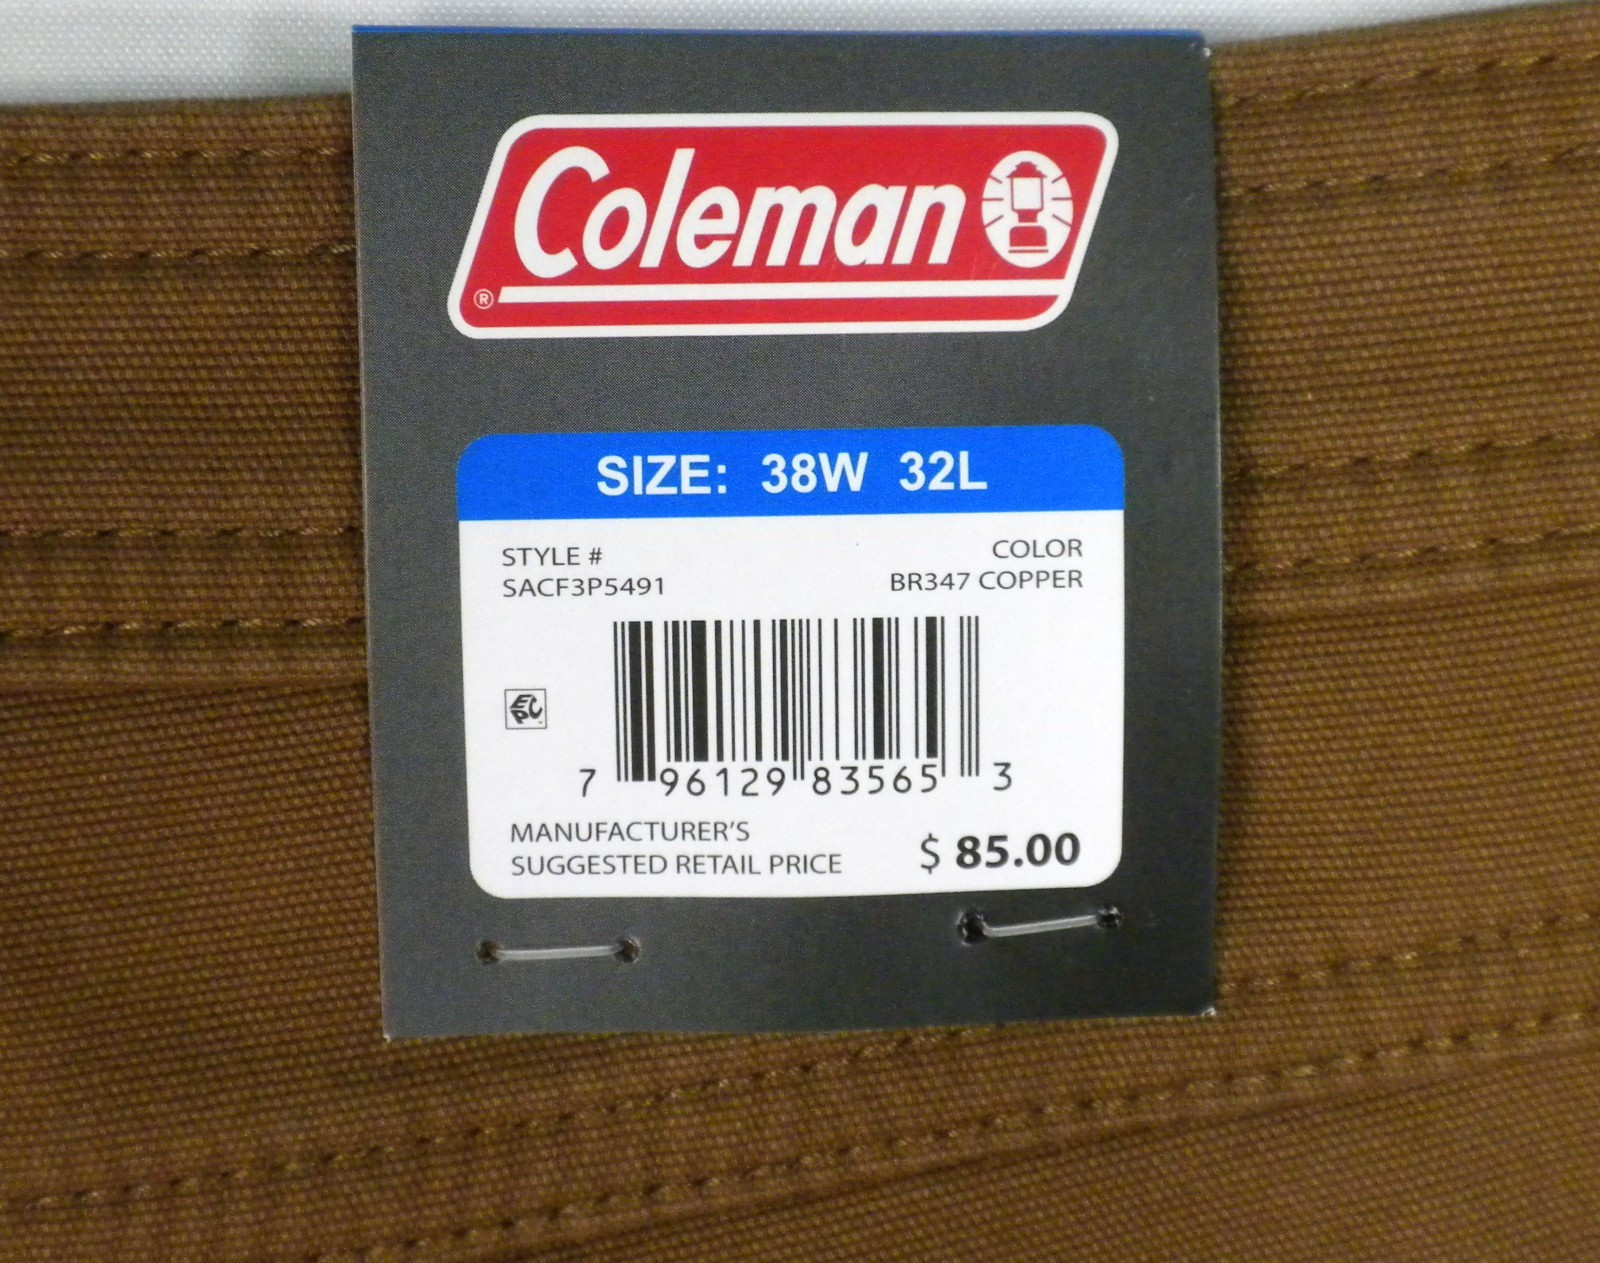 Coleman
®
SIZE: 38W 32L
STYLE #
SACF3P5491
COLOR
BR347 COPPER
EPC
7 96129 83565 3
MANUFACTURER'S
SUGGESTED RETAIL PRICE
$ 85.00